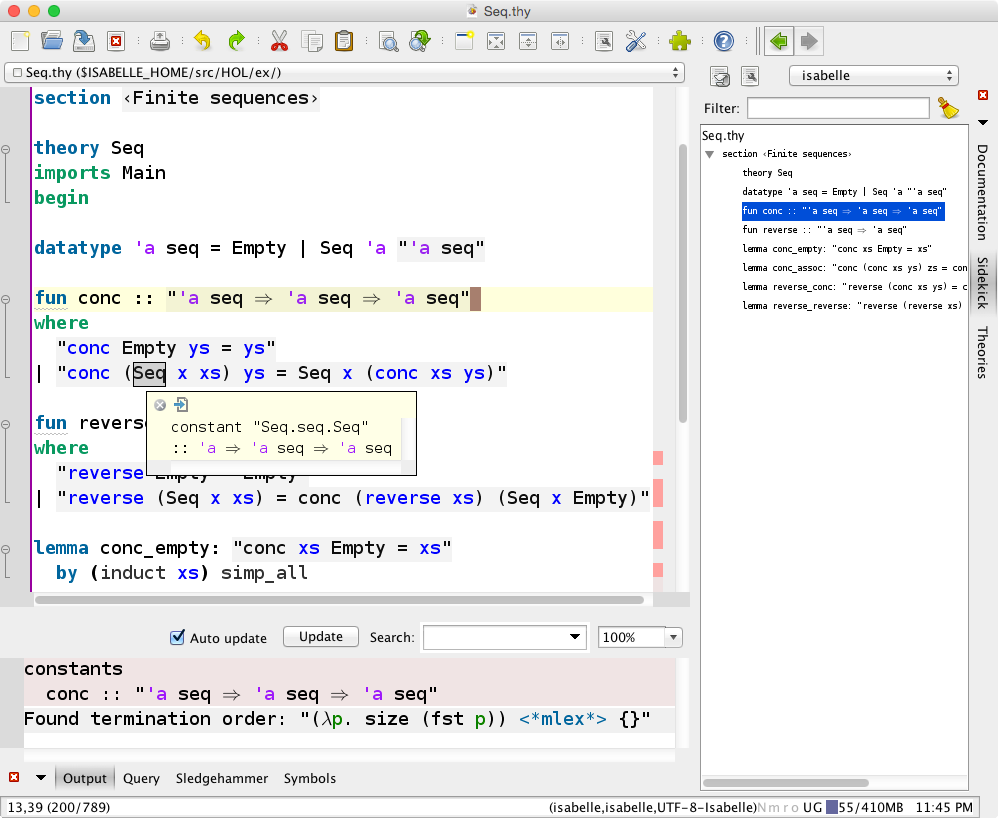 Seq.thy
Seq.thy ($ISABELLE_HOME/src/HOL/ex/)
section ‹Finite sequences›
theory Seq
imports Main
begin
datatype 'a seq = Empty | Seq 'a "'a seq"
fun conc :: "'a seq ⇒ 'a seq ⇒ 'a seq"
where
"conc Empty ys = ys"
| "conc (Seq x xs) ys = Seq x (conc xs ys)"
constant "Seq.seq.Seq"
:: 'a ⇒ 'a seq ⇒ 'a seq
fun revers
where
"reverse
| "reverse (Seq x xs) = conc (reverse xs) (Seq x Empty)"
lemma conc_empty: "conc xs Empty = xs"
by (induct xs) simp_all
Auto update Update Search: 100%
constants
conc :: "'a seq ⇒ 'a seq ⇒ 'a seq"
Found termination order: "(λp. size (fst p)) <*mlex*> {}"
Output Query Sledgehammer Symbols
13,39 (200/789) (isabelle,isabelle,UTF-8-Isabelle)N m r o UG 55/410MB 11:45 PM
isabelle
Filter:
Seq.thy
section ‹Finite sequences›
theory Seq
datatype 'a seq = Empty | Seq 'a "'a seq"
fun conc :: "'a seq ⇒ 'a seq ⇒ 'a seq"
fun reverse :: "'a seq ⇒ 'a seq"
lemma conc_empty: "conc xs Empty = xs"
lemma conc_assoc: "conc (conc xs ys) zs = con
lemma reverse_conc: "reverse (conc xs ys) = c
lemma reverse_reverse: "reverse (reverse xs)
Documentation
Sidekick
Theories